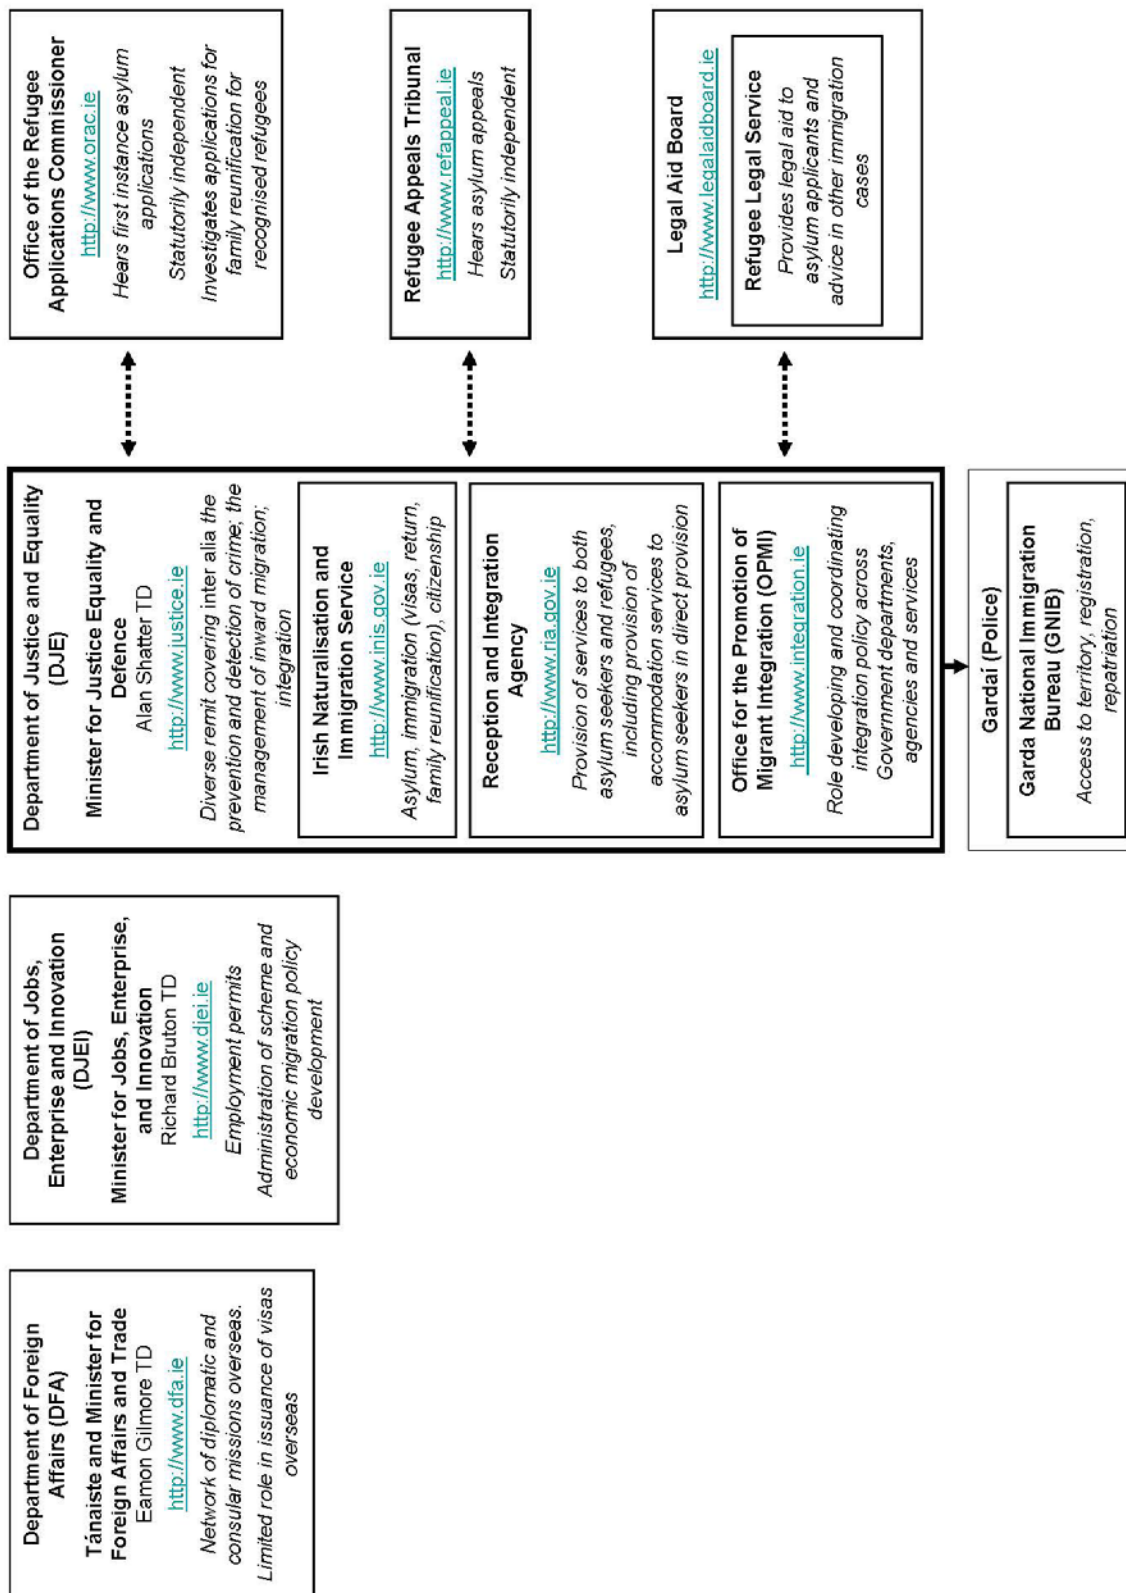 Department of Foreign
Affairs (DFA)
Tánaiste and Minister for
Foreign Affairs and Trade
Eamon Gilmore TD
http://www.dfa.ie
Network of diplomatic and
consular missions overseas.
Limited role in issuance of visas
overseas
Department of Jobs,
Enterprise and Innovation
(DJEI)
Minister for Jobs, Enterprise,
and Innovation
Richard Bruton TD
http://www.djei.ie
Employment permits
Administration of scheme and
economic migration policy
development
Department of Justice and Equality
(DJE)
Minister for Justice Equality and
Defence
Alan Shatter TD
http://www.justice.ie
Diverse remit covering inter alia the
prevention and detection of crime; the
management of inward migration;
integration
Irish Naturalisation and
Immigration Service
http://www.inis.gov.ie
Asylum, immigration (visas, return,
family reunification), citizenship
Reception and Integration
Agency
http://www.ria.gov.ie
Provision of services to both
asylum seekers and refugees,
including provision of
accommodation services to
asylum seekers in direct provision
Office for the Promotion of
Migrant Integration (OPMI)
http://www.integration.ie
Role developing and coordinating
integration policy across
Government departments,
agencies and services
Gardaí (Police)
Garda National Immigration
Bureau (GNIB)
Access to territory, registration,
repatriation
Office of the Refugee
Applications Commissioner
http://www.orac.ie
Hears first instance asylum
applications
Statutorily independent
Investigates applications for
family reunification for
recognised refugees
Refugee Appeals Tribunal
http://www.refappeal.ie
Hears asylum appeals
Statutorily independent
Legal Aid Board
http://www.legalaidboard.ie
Refugee Legal Service
Provides legal aid to
asylum applicants and
advice in other immigration
cases